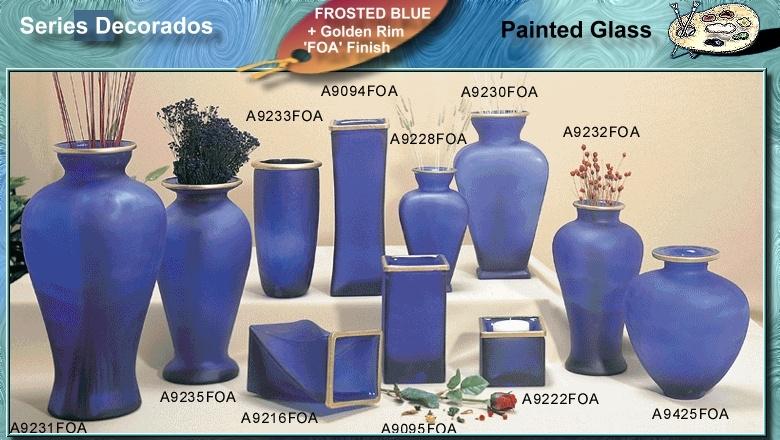 Series Decorados
FROSTED BLUE
+ Golden Rim
'FOA' Finish
Painted Glass
A9094FOA
A9230FOA
A9233FOA
A9228FOA
A9232FOA
A9235FOA
A9222FOA
A9216FOA
A9425FOA
A9231FOA
A9095FOA